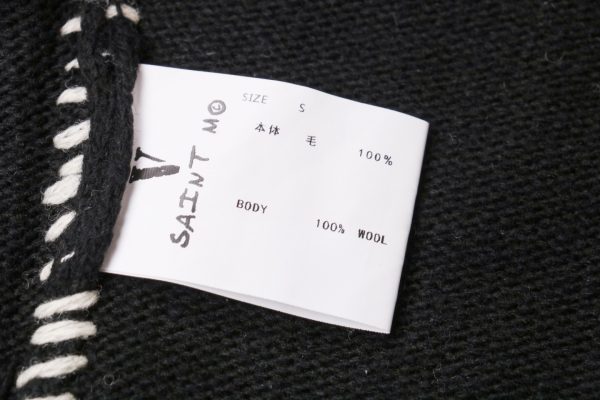 V
SAINT M©
SIZE S
本体 毛 100%
BODY 100% WOOL